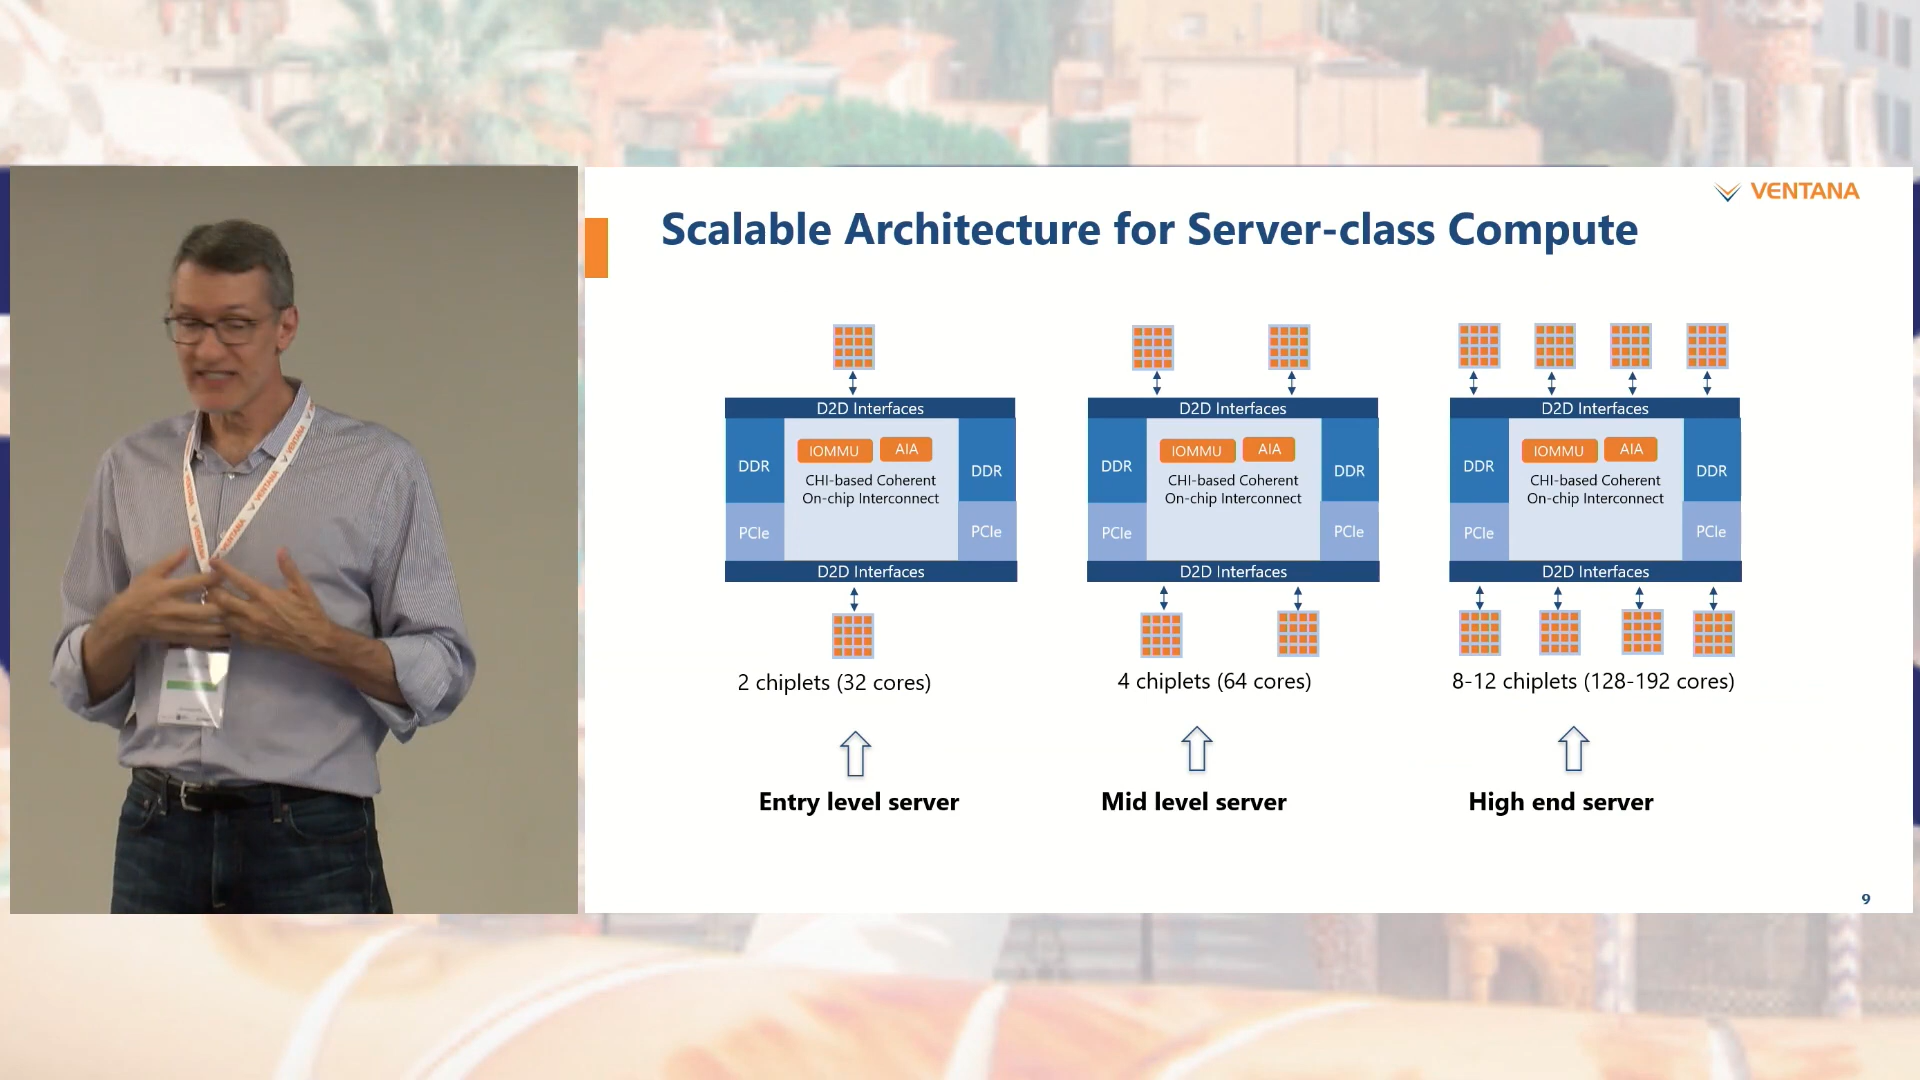 VENTANA
Scalable Architecture for Server-class Compute
D2D Interfaces
DDR
IOMMU
AIA
DDR
CHI-based Coherent
On-chip Interconnect
PCIe
PCIe
D2D Interfaces
2 chiplets (32 cores)
Entry level server
D2D Interfaces
DDR
IOMMU
AIA
DDR
CHI-based Coherent
On-chip Interconnect
PCIe
PCIe
D2D Interfaces
4 chiplets (64 cores)
Mid level server
D2D Interfaces
DDR
IOMMU
AIA
DDR
CHI-based Coherent
On-chip Interconnect
PCIe
PCIe
D2D Interfaces
8-12 chiplets (128-192 cores)
High end server
9
VENTANA
VENTANA
VENTANA
VENTANA